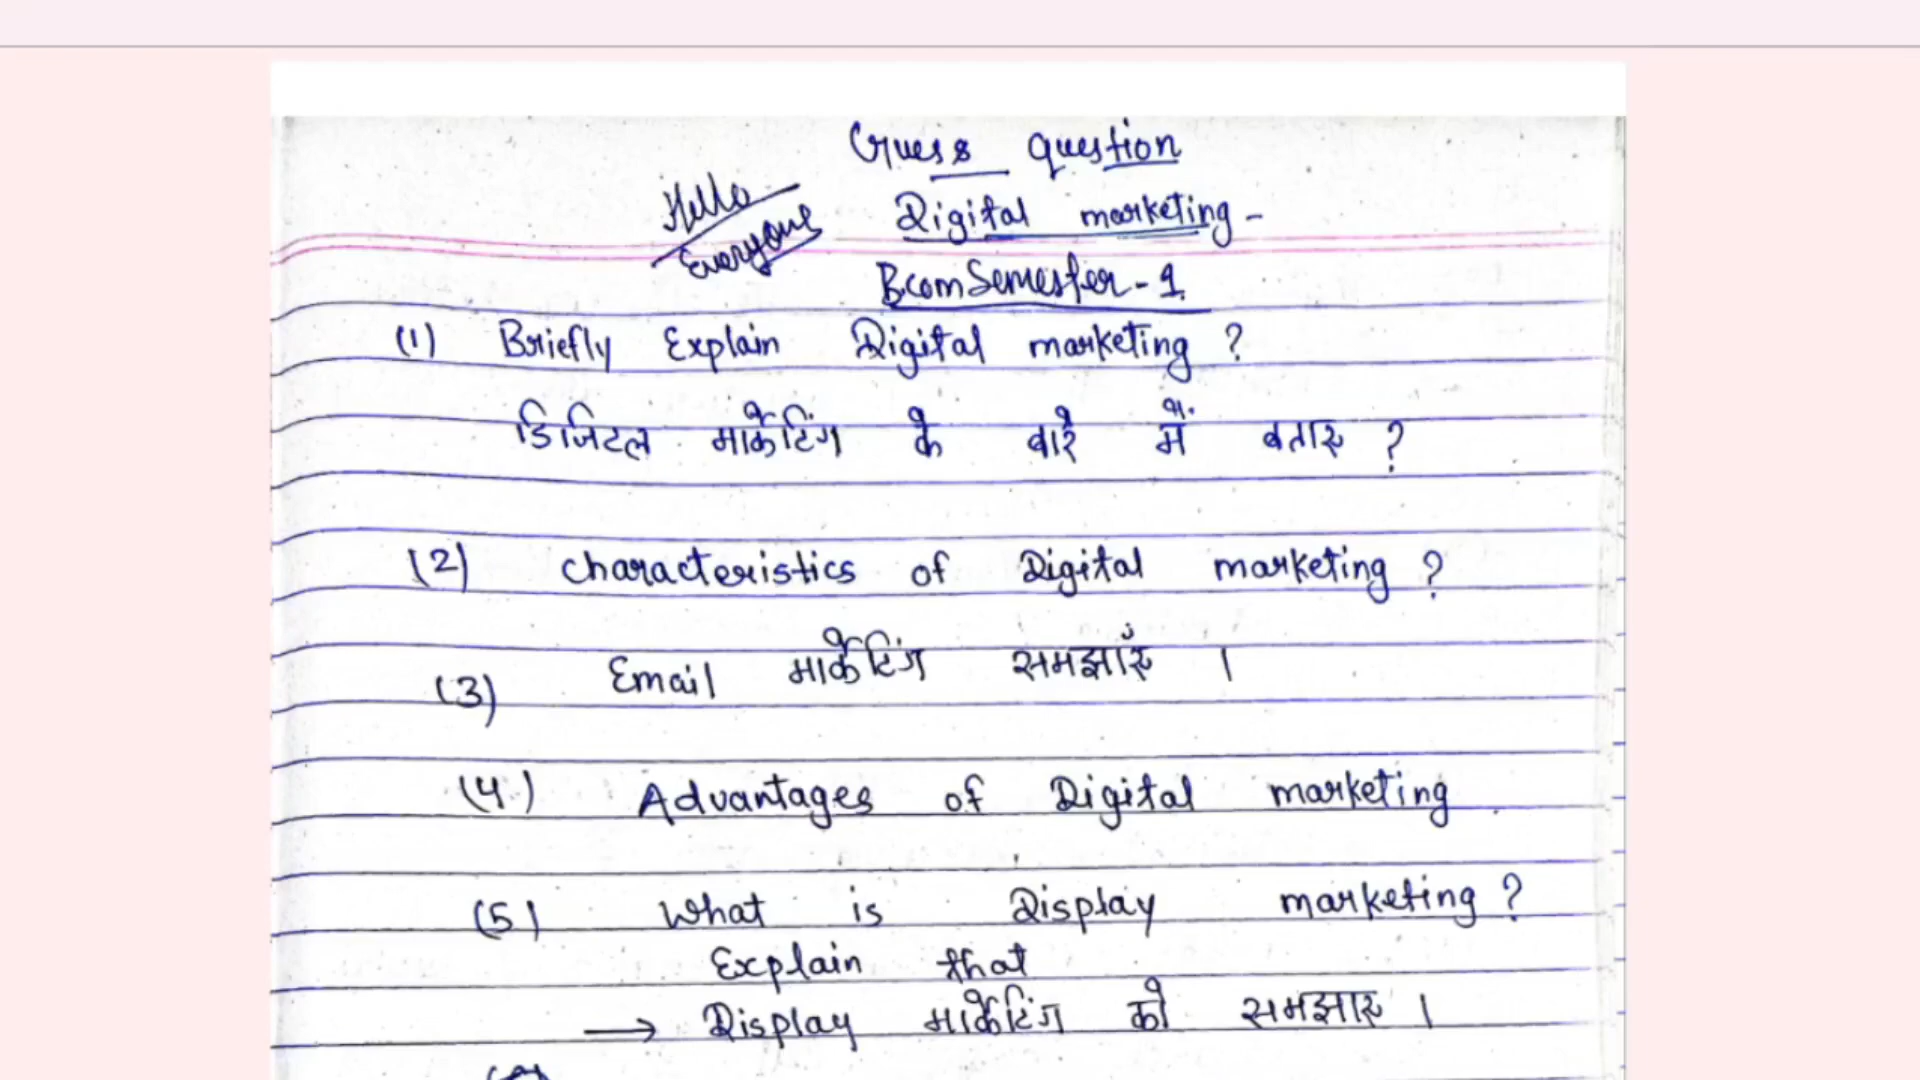 Guess Question
Hello
Everyone
Digital marketing -
Bcom Semester - 1
(1) Briefly Explain Digital marketing ?
डिजिटल मार्केटिंग के बारे में बताए ?
(2) Characteristics of Digital marketing ?
(3) Email मार्केटिंग समझाएँ ।
(4) Advantages of Digital marketing
(5) What is Display marketing ?
Explain that
→ Display मार्केटिंग को समझाए ।